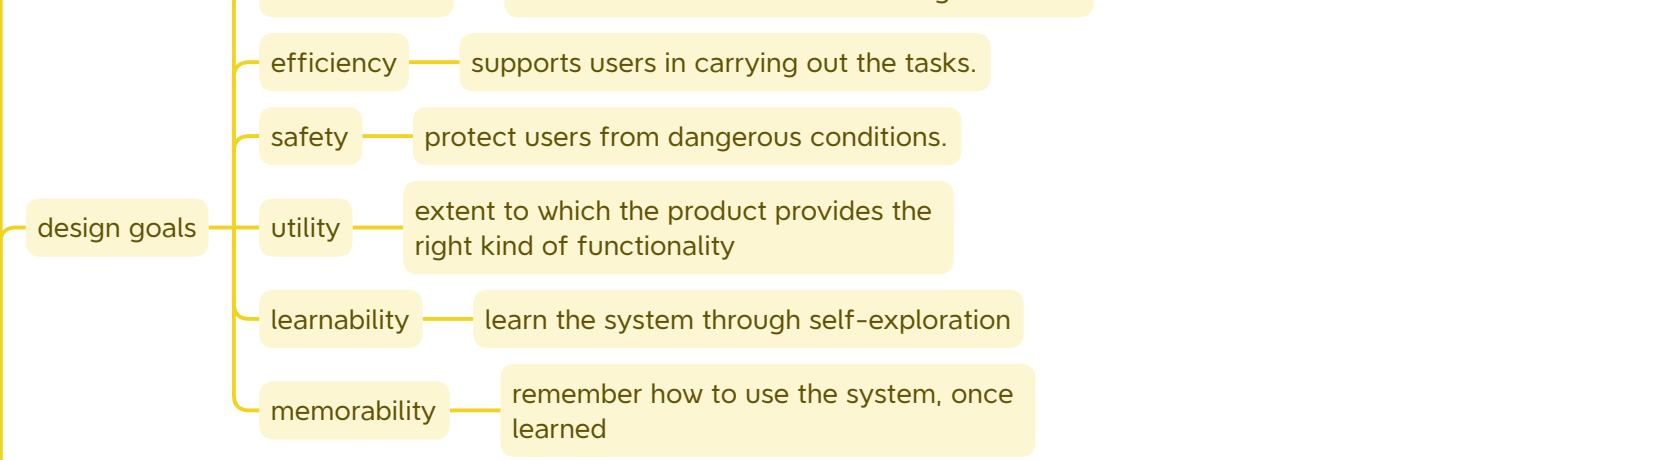 efficiency
supports users in carrying out the tasks.
safety
protect users from dangerous conditions.
design goals
utility
extent to which the product provides the
right kind of functionality
learnability
learn the system through self-exploration
memorability
remember how to use the system, once
learned